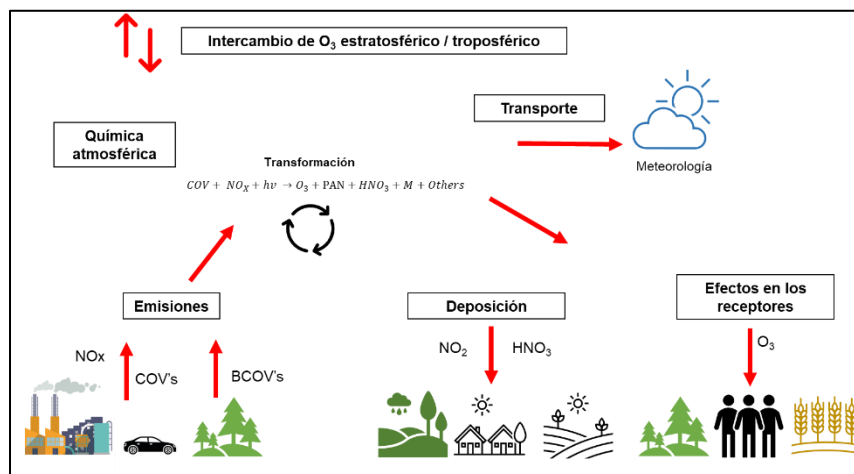 Intercambio de O₃ estratosférico / troposférico
Transporte
Química
atmosférica
Meteorología
Transformación
COV + NO_X + hv → O₃ + PAN + HNO₃ + M + Others
Emisiones
Deposición
Efectos en los
receptores
NOx
COV's
BCOV's
NO₂
HNO₃
O₃